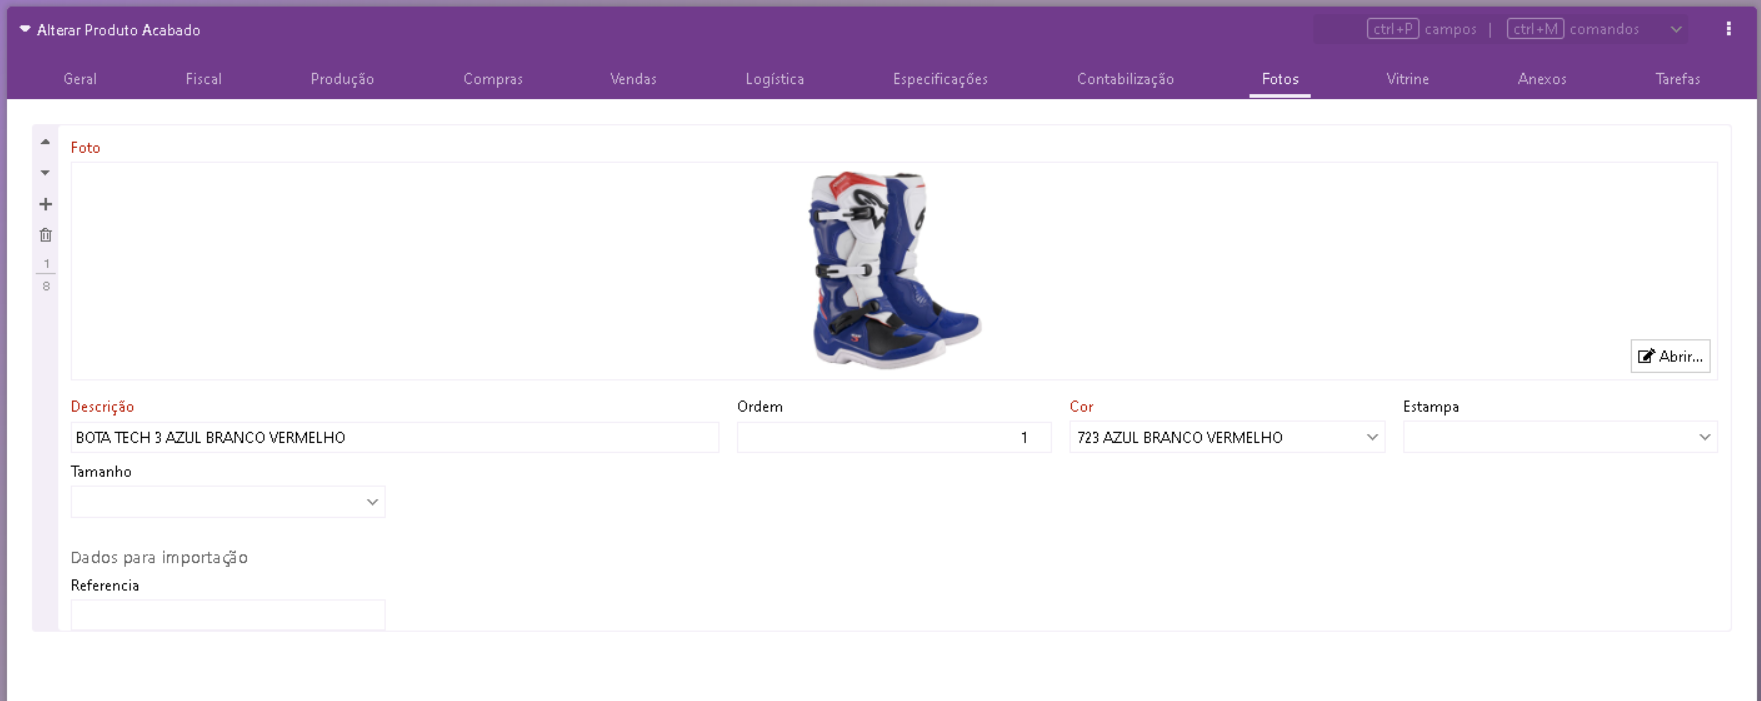 Alterar Produto Acabado
ctrl+P campos | ctrl+M comandos
Geral Fiscal Produção Compras Vendas Logística Especificações Contabilização Fotos Vitrine Anexos Tarefas
Foto
1
8
Abrir...
Descrição Ordem Cor Estampa
BOTA TECH 3 AZUL BRANCO VERMELHO 1 723 AZUL BRANCO VERMELHO
Tamanho
Dados para importação
Referencia